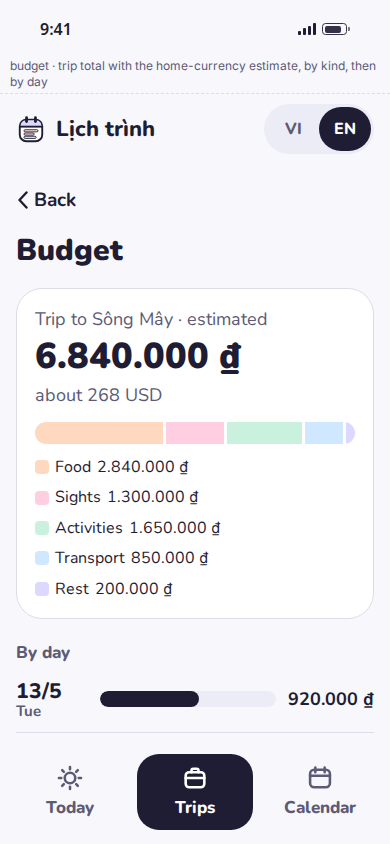 9:41
budget · trip total with the home-currency estimate, by kind, then
by day
Lịch trình
VI
EN
Back
Budget
Trip to Sông Mây · estimated
6.840.000 ₫
about 268 USD
Food 2.840.000 ₫
Sights 1.300.000 ₫
Activities 1.650.000 ₫
Transport 850.000 ₫
Rest 200.000 ₫
By day
13/5
920.000 ₫
Tue
Today
Trips
Calendar